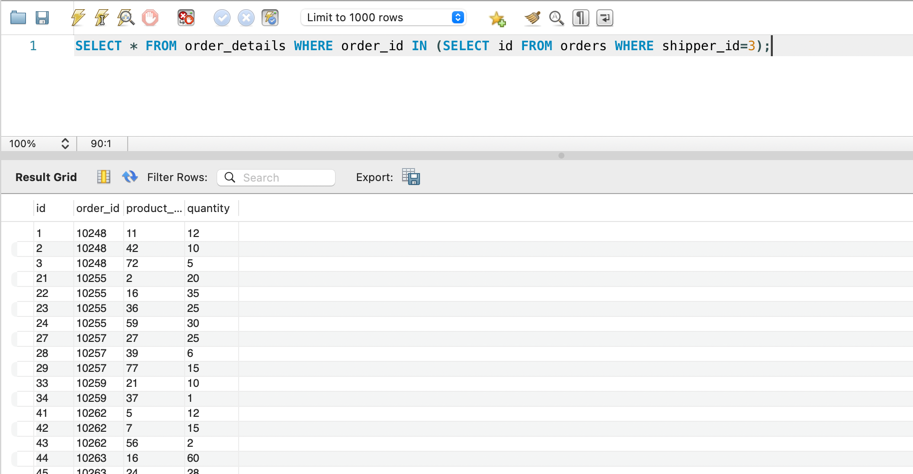 Limit to 1000 rows
1 SELECT * FROM order_details WHERE order_id IN (SELECT id FROM orders WHERE shipper_id=3);
100% 90:1
Result Grid Filter Rows: Search Export:
id order_id product_... quantity
1 10248 11 12
2 10248 42 10
3 10248 72 5
21 10255 2 20
22 10255 16 35
23 10255 36 25
24 10255 59 30
27 10257 27 25
28 10257 39 6
29 10257 77 15
33 10259 21 10
34 10259 37 1
41 10262 5 12
42 10262 7 15
43 10262 56 2
44 10263 16 60
45 10263 24 28